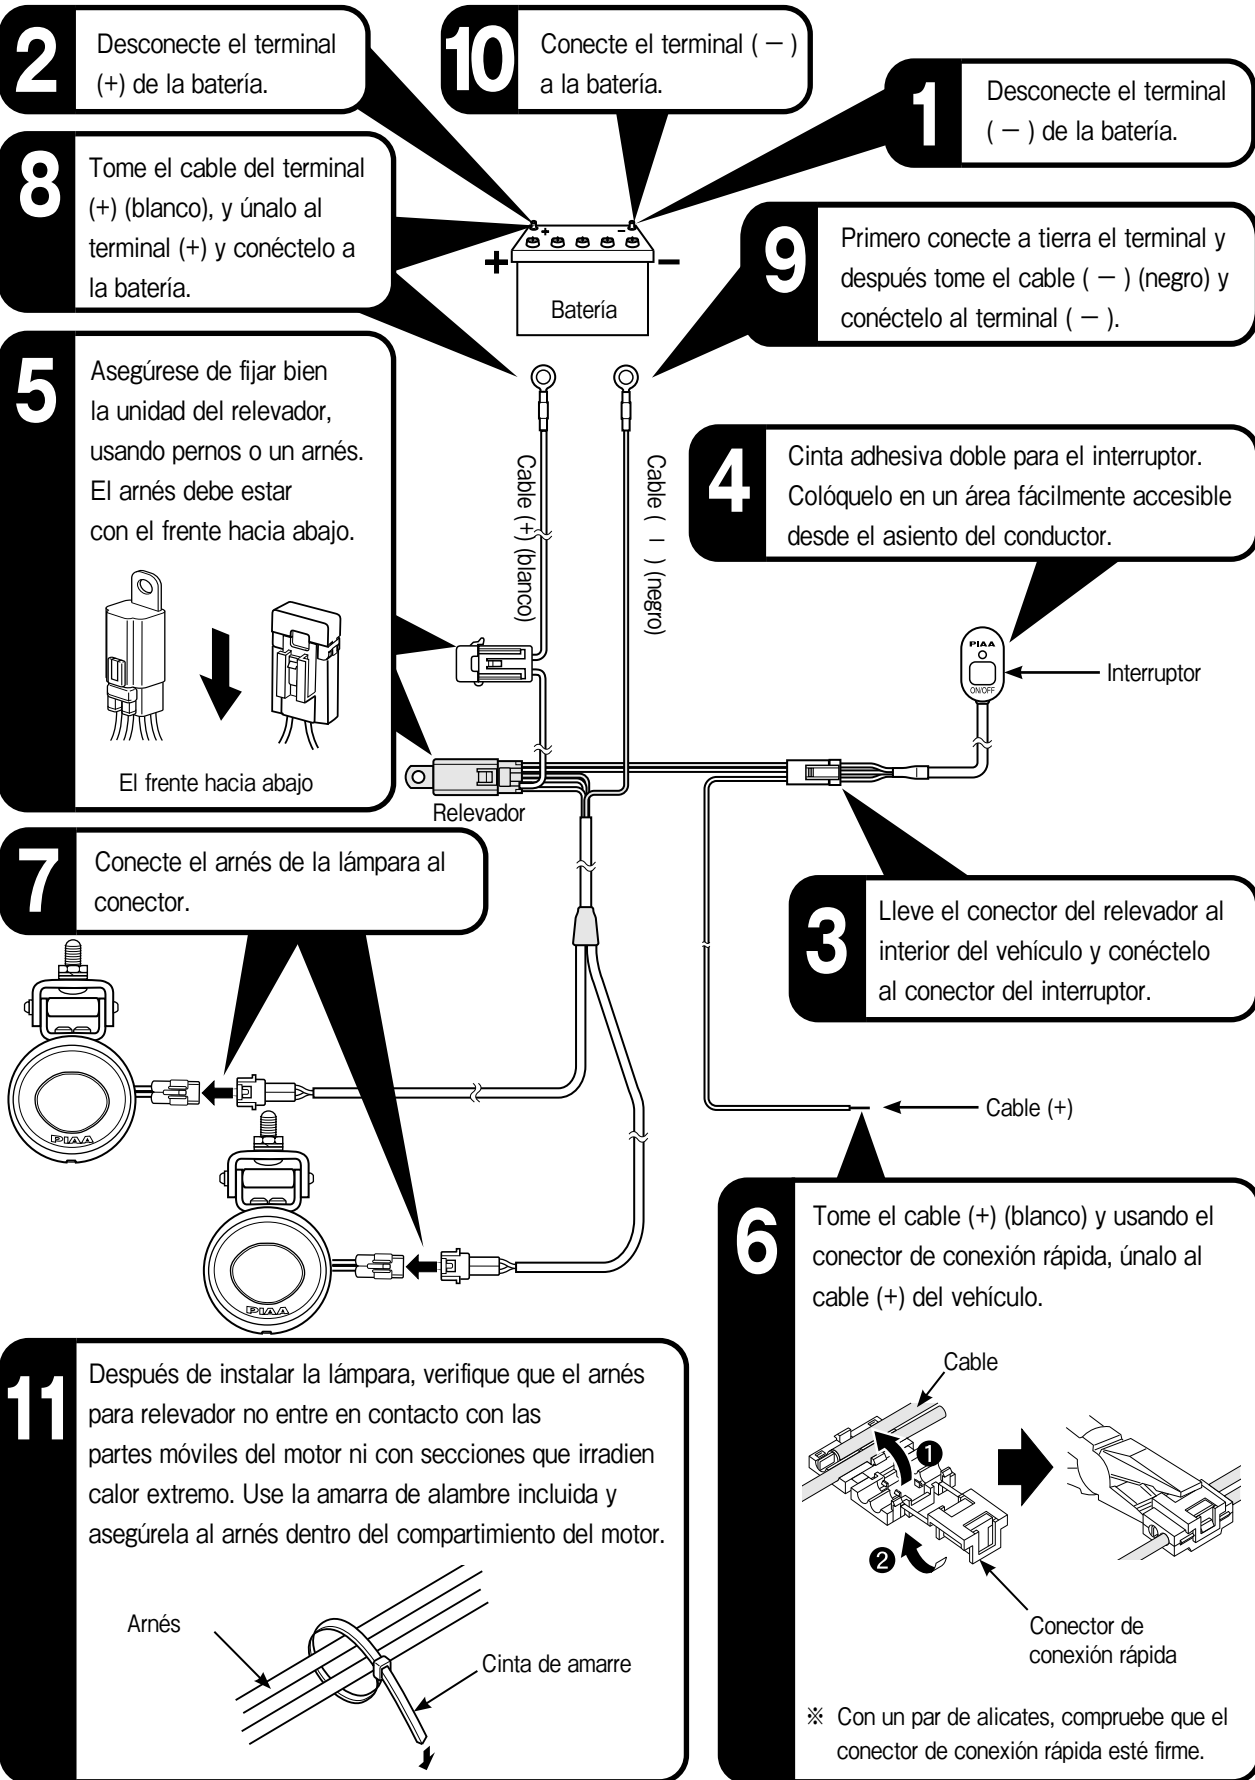 2
Desconecte el terminal
(+) de la batería.
10
Conecte el terminal ( − )
a la batería.
1
Desconecte el terminal
( − ) de la batería.
8
Tome el cable del terminal
(+) (blanco), y únalo al
terminal (+) y conéctelo a
la batería.
+ −
+ −
Batería
9
Primero conecte a tierra el terminal y
después tome el cable ( − ) (negro) y
conéctelo al terminal ( − ).
5
Asegúrese de fijar bien
la unidad del relevador,
usando pernos o un arnés.
El arnés debe estar
con el frente hacia abajo.
El frente hacia abajo
Cable (+) (blanco)
Cable ( − ) (negro)
4
Cinta adhesiva doble para el interruptor.
Colóquelo en un área fácilmente accesible
desde el asiento del conductor.
PIAA
ON/OFF
Interruptor
Relevador
7
Conecte el arnés de la lámpara al
conector.
3
Lleve el conector del relevador al
interior del vehículo y conéctelo
al conector del interruptor.
PIAA
Cable (+)
PIAA
6
Tome el cable (+) (blanco) y usando el
conector de conexión rápida, únalo al
cable (+) del vehículo.
Cable
❶
❷
Conector de
conexión rápida
※ Con un par de alicates, compruebe que el
conector de conexión rápida esté firme.
11
Después de instalar la lámpara, verifique que el arnés
para relevador no entre en contacto con las
partes móviles del motor ni con secciones que irradien
calor extremo. Use la amarra de alambre incluida y
asegúrela al arnés dentro del compartimiento del motor.
Arnés
Cinta de amarre